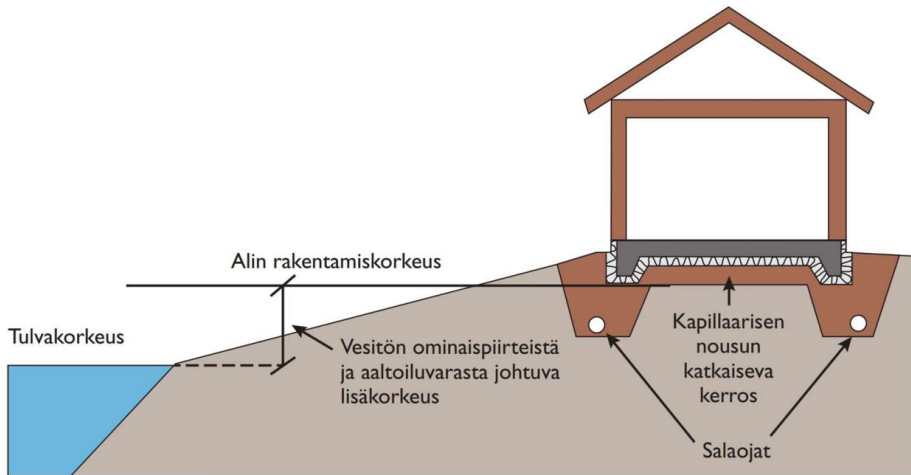 Alin rakentamiskorkeus
Tulvakorkeus
Vesitön ominaispiirteistä
ja aaltoiluvarasta johtuva
lisäkorkeus
Kapillaarisen
nousun
katkaiseva
kerros
Salaojat